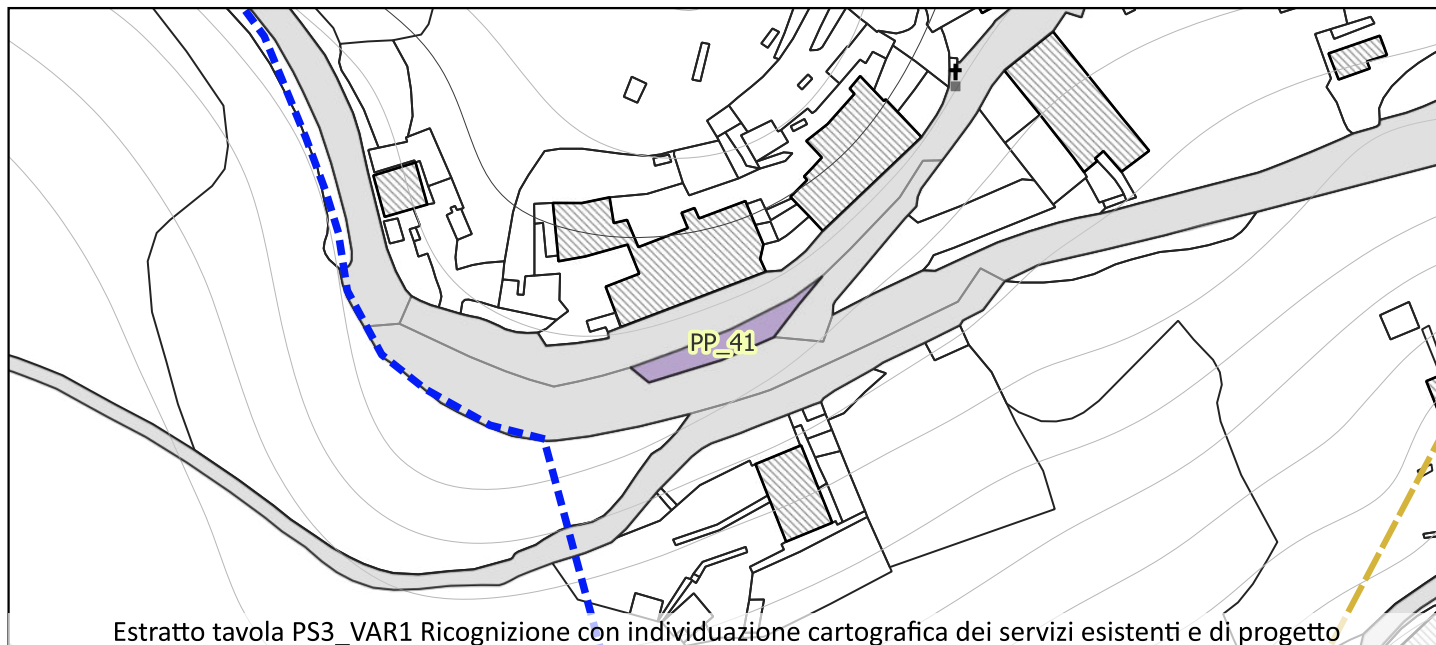 PP_41
Estratto tavola PS3_VAR1 Ricognizione con individuazione cartografica dei servizi esistenti e di progetto